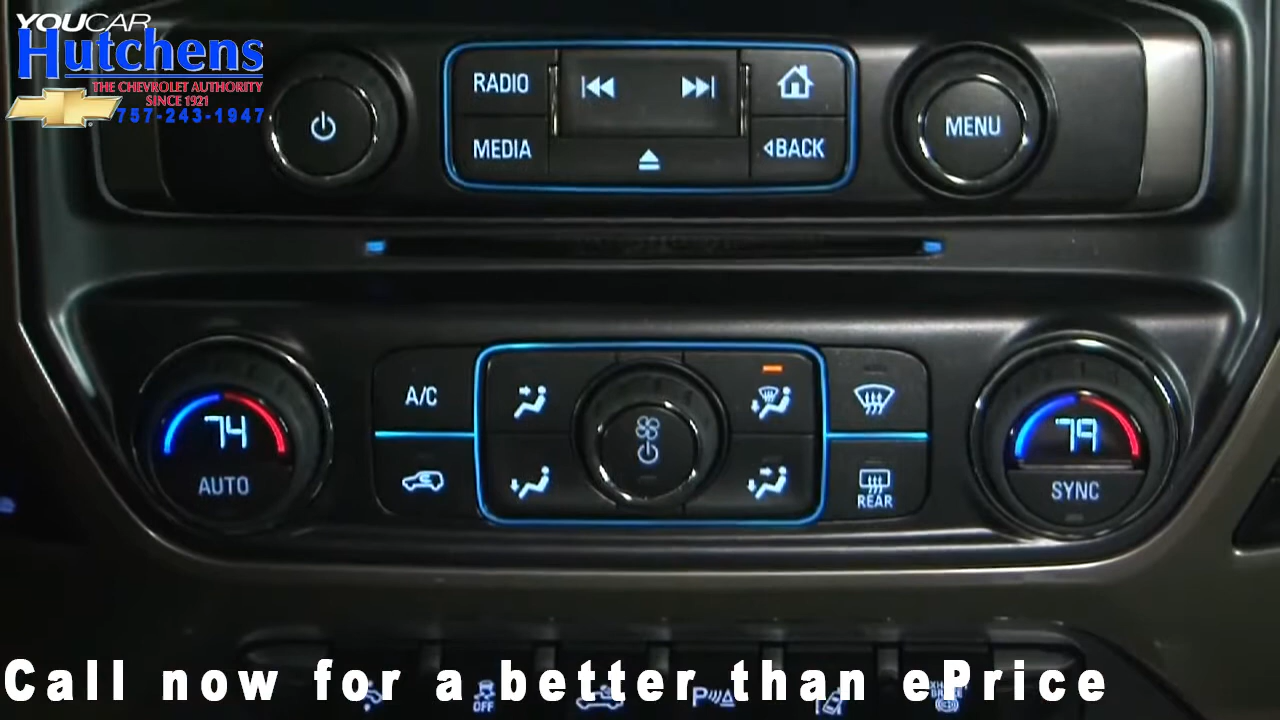 YOUCAR
Hutchens
THE CHEVROLET AUTHORITY
SINCE 1921
757-243-1947
RADIO
MEDIA
BACK
MENU
74
AUTO
A/C
REAR
79
SYNC
Call now for a better than ePrice
OFF
P